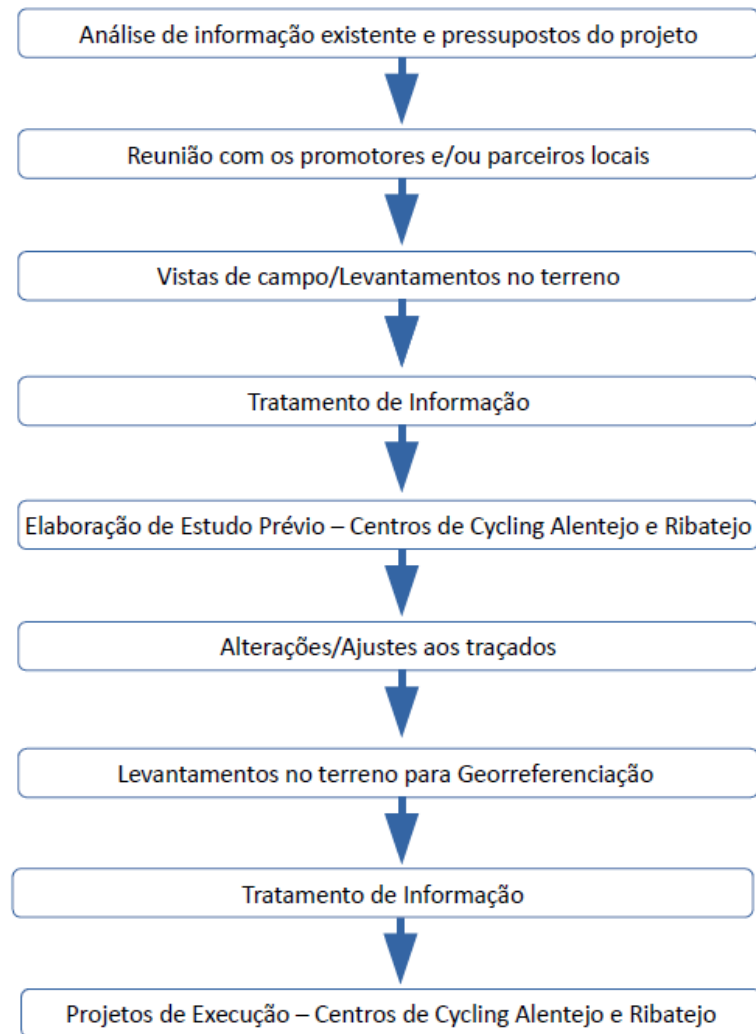 Análise de informação existente e pressupostos do projeto
Reunião com os promotores e/ou parceiros locais
Vistas de campo/Levantamentos no terreno
Tratamento de Informação
Elaboração de Estudo Prévio – Centros de Cycling Alentejo e Ribatejo
Alterações/Ajustes aos traçados
Levantamentos no terreno para Georreferenciação
Tratamento de Informação
Projetos de Execução – Centros de Cycling Alentejo e Ribatejo